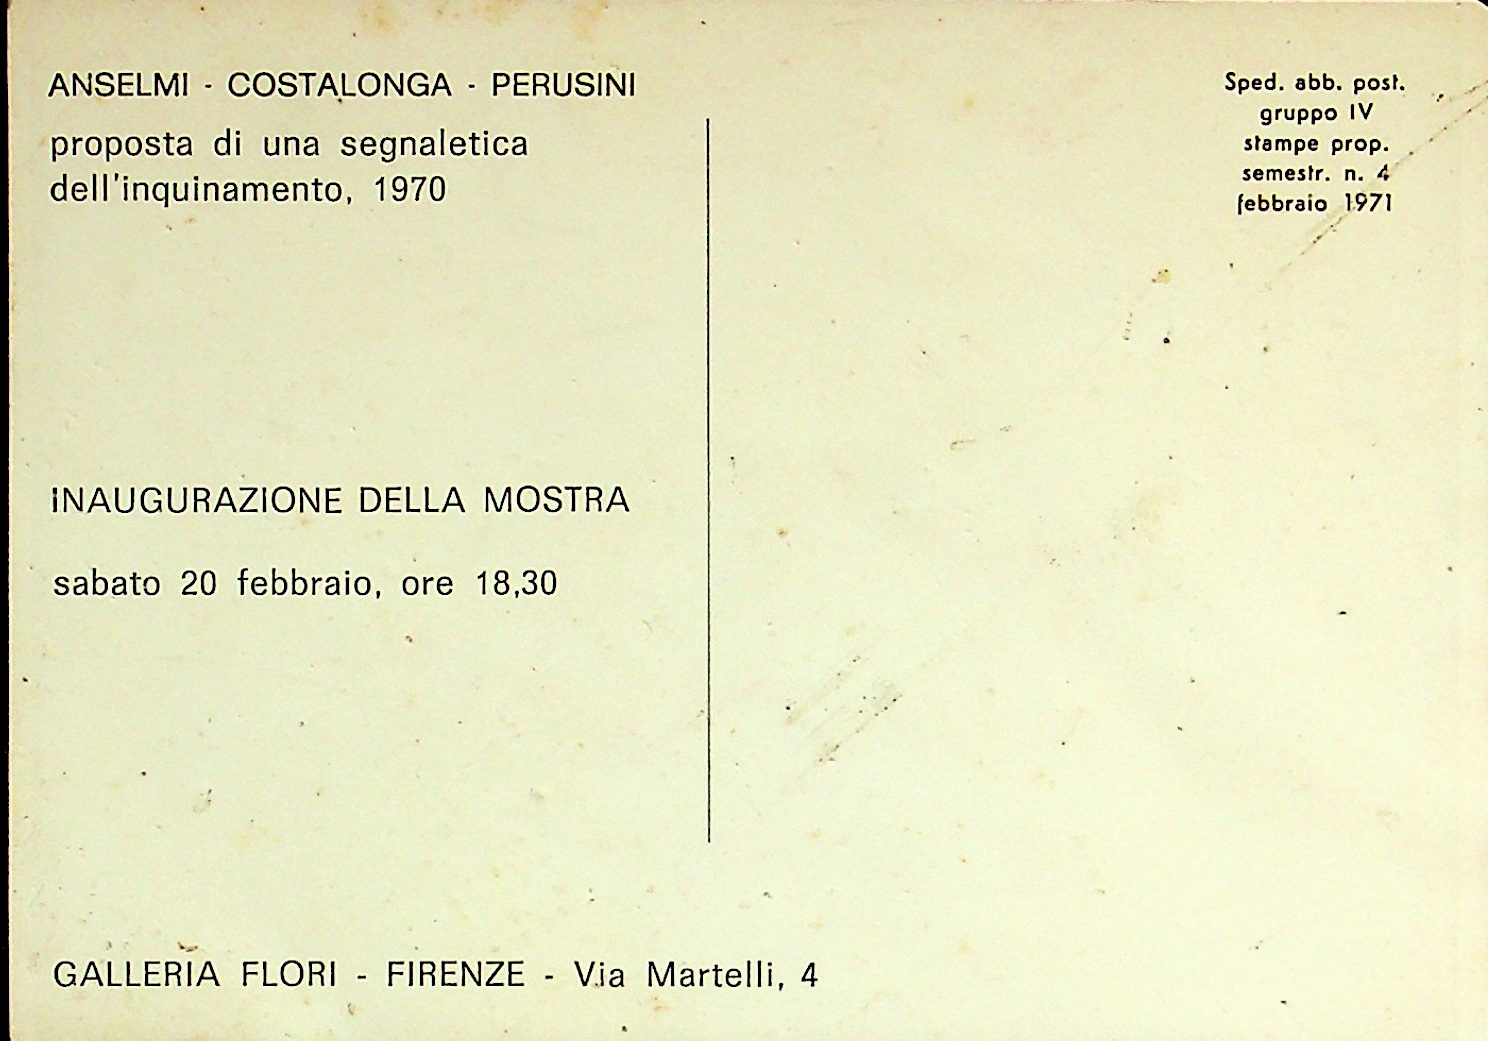 ANSELMI - COSTALONGA - PERUSINI
proposta di una segnaletica
dell'inquinamento, 1970
INAUGURAZIONE DELLA MOSTRA
sabato 20 febbraio, ore 18,30
GALLERIA FLORI - FIRENZE - Via Martelli, 4
Sped. abb. post.
gruppo IV
stampe prop.
semestr. n. 4
febbraio 1971